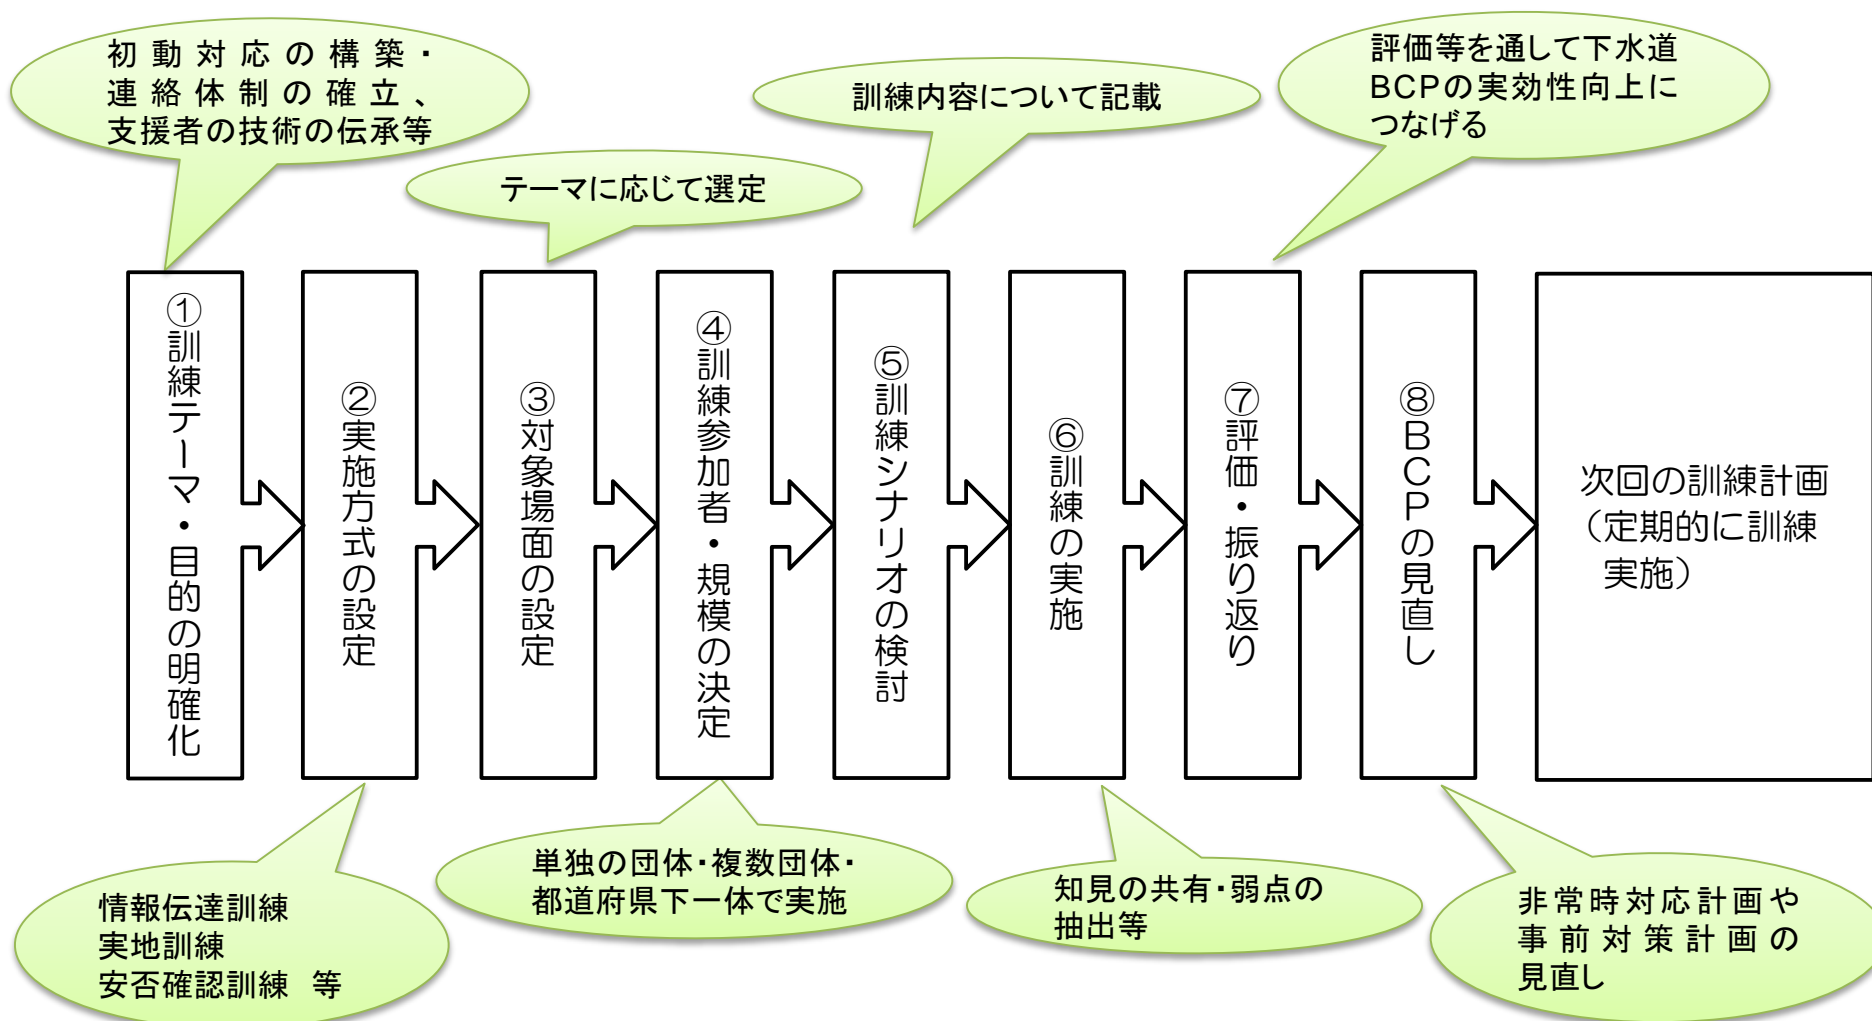 初動対応の構築・
連絡体制の確立、
支援者の技術の伝承等
テーマに応じて選定
訓練内容について記載
評価等を通して下水道
BCPの実効性向上に
つなげる
①訓練テーマ・目的の明確化
②実施方式の設定
③対象場面の設定
④訓練参加者・規模の決定
⑤訓練シナリオの検討
⑥訓練の実施
⑦評価・振り返り
⑧BCPの見直し
次回の訓練計画
（定期的に訓練
実施）
情報伝達訓練
実地訓練
安否確認訓練　等
単独の団体・複数団体・
都道府県下一体で実施
知見の共有・弱点の
抽出等
非常時対応計画や
事前対策計画の
見直し